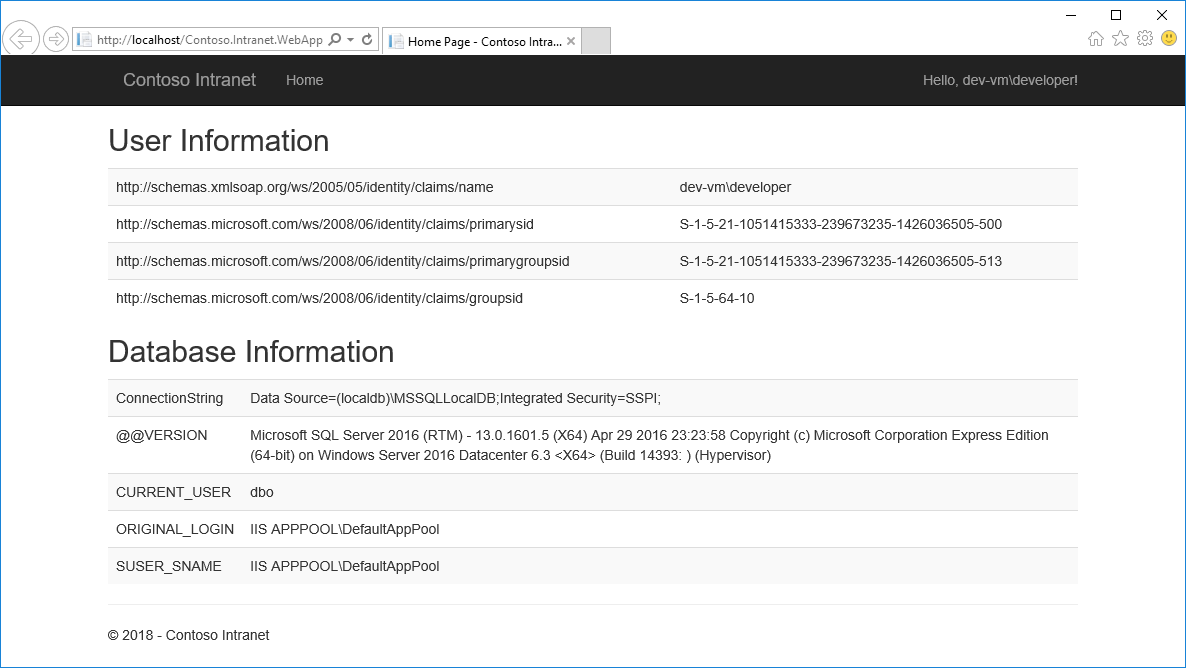 http://localhost/Contoso.Intranet.WebApp
Home Page - Contoso Intra...
Contoso Intranet
Home
Hello, dev-vm\developer!
User Information
http://schemas.xmlsoap.org/ws/2005/05/identity/claims/name dev-vm\developer
http://schemas.microsoft.com/ws/2008/06/identity/claims/primarysid S-1-5-21-1051415333-239673235-1426036505-500
http://schemas.microsoft.com/ws/2008/06/identity/claims/primarygroupsid S-1-5-21-1051415333-239673235-1426036505-513
http://schemas.microsoft.com/ws/2008/06/identity/claims/groupsid S-1-5-64-10
Database Information
ConnectionString Data Source=(localdb)\MSSQLLocalDB;Integrated Security=SSPI;
@@VERSION Microsoft SQL Server 2016 (RTM) - 13.0.1601.5 (X64) Apr 29 2016 23:23:58 Copyright (c) Microsoft Corporation Express Edition
(64-bit) on Windows Server 2016 Datacenter 6.3 <X64> (Build 14393: ) (Hypervisor)
CURRENT_USER dbo
ORIGINAL_LOGIN IIS APPPOOL\DefaultAppPool
SUSER_SNAME IIS APPPOOL\DefaultAppPool
© 2018 - Contoso Intranet